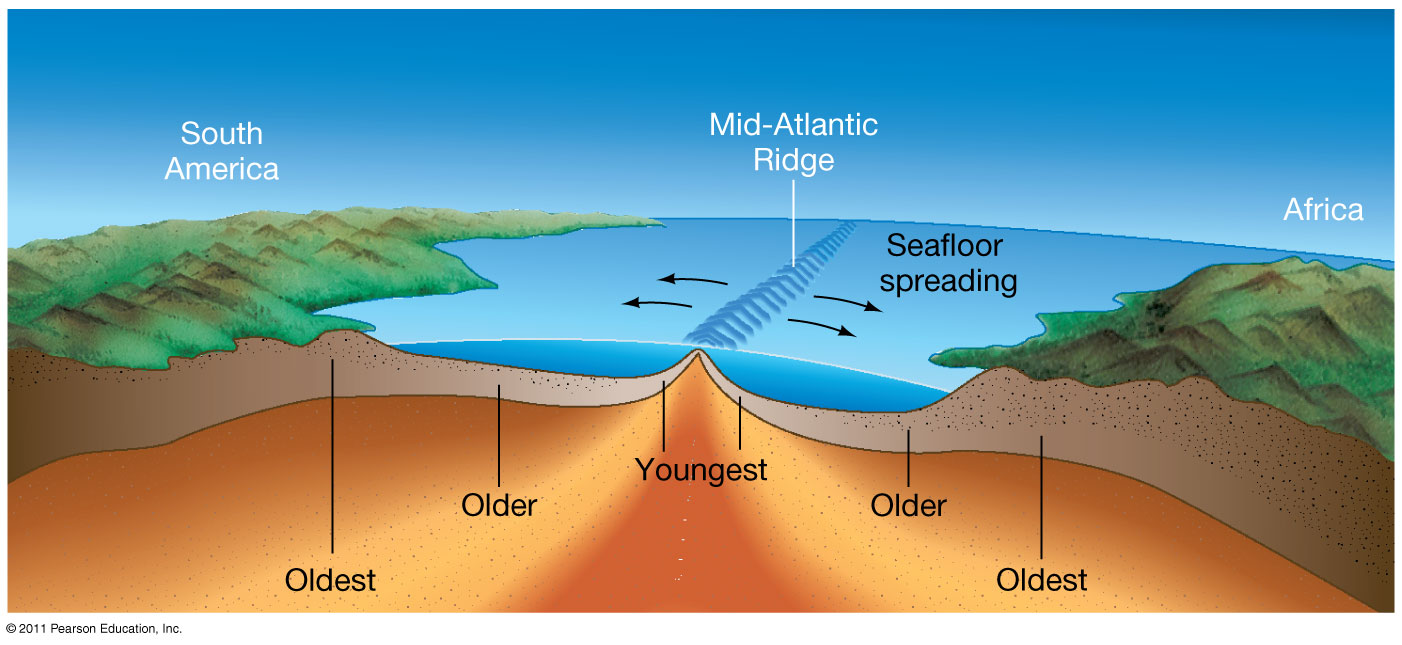 South
America
Mid-Atlantic
Ridge
Africa
Seafloor
spreading
Youngest
Older
Older
Oldest
Oldest
© 2011 Pearson Education, Inc.